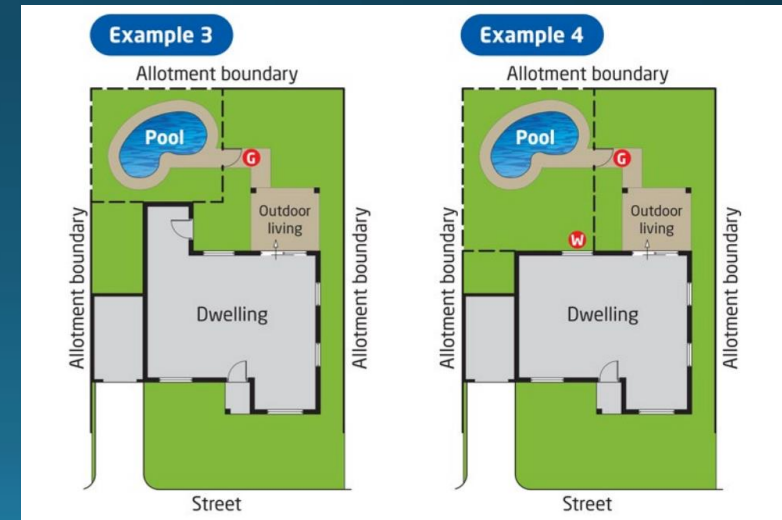 Example 3
Allotment boundary
Pool
G
Outdoor
living
Allotment boundary
Allotment boundary
Dwelling
Street
Example 4
Allotment boundary
Pool
G
Outdoor
living
W
Allotment boundary
Allotment boundary
Dwelling
Street